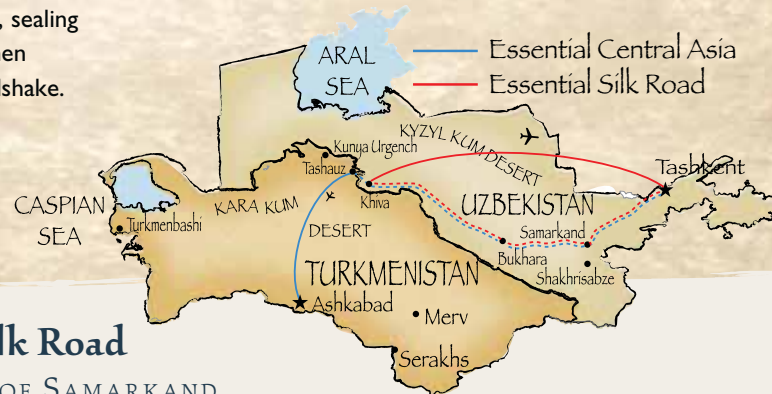 , sealing
hen
dshake.
ARAL
SEA
Essential Central Asia
Essential Silk Road
KYZYL KUM DESERT
Kunya Urgench
Tashauz
Tashkent
CASPIAN
SEA
Turkmenbashi
KARA KUM
DESERT
Khiva
UZBEKISTAN
Samarkand
Bukhara
Shakhrisabze
TURKMENISTAN
Ashkabad
Merv
Serakhs
lk Road
OF SAMARKAND